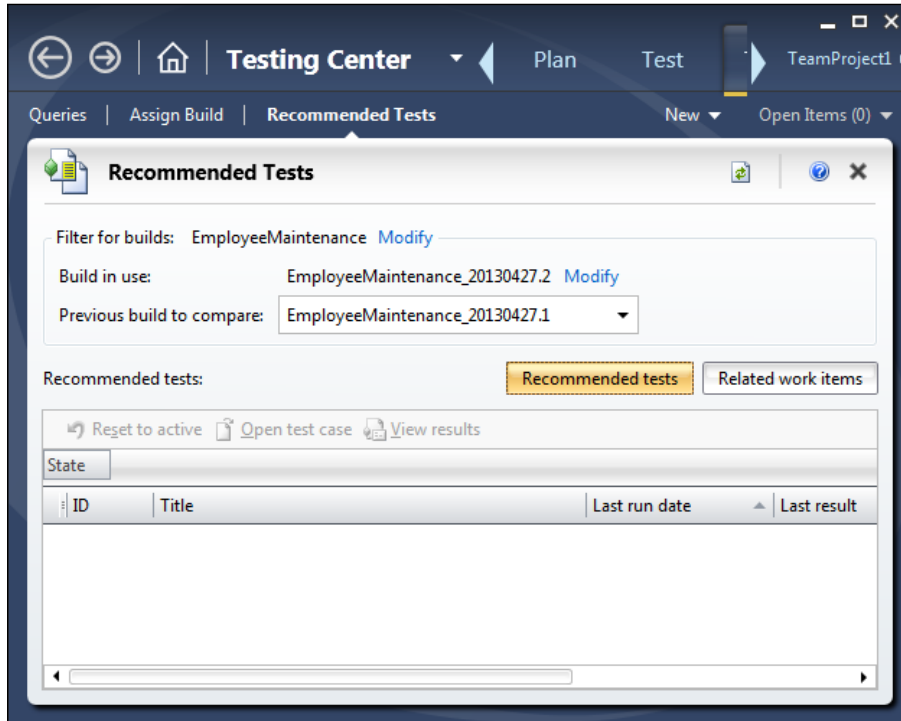 Testing Center Plan Test TeamProject1
Queries Assign Build Recommended Tests New Open Items (0)
Recommended Tests
Filter for builds: EmployeeMaintenance Modify
Build in use: EmployeeMaintenance_20130427.2 Modify
Previous build to compare: EmployeeMaintenance_20130427.1
Recommended tests: Recommended tests Related work items
Reset to active Open test case View results
State
ID Title Last run date Last result